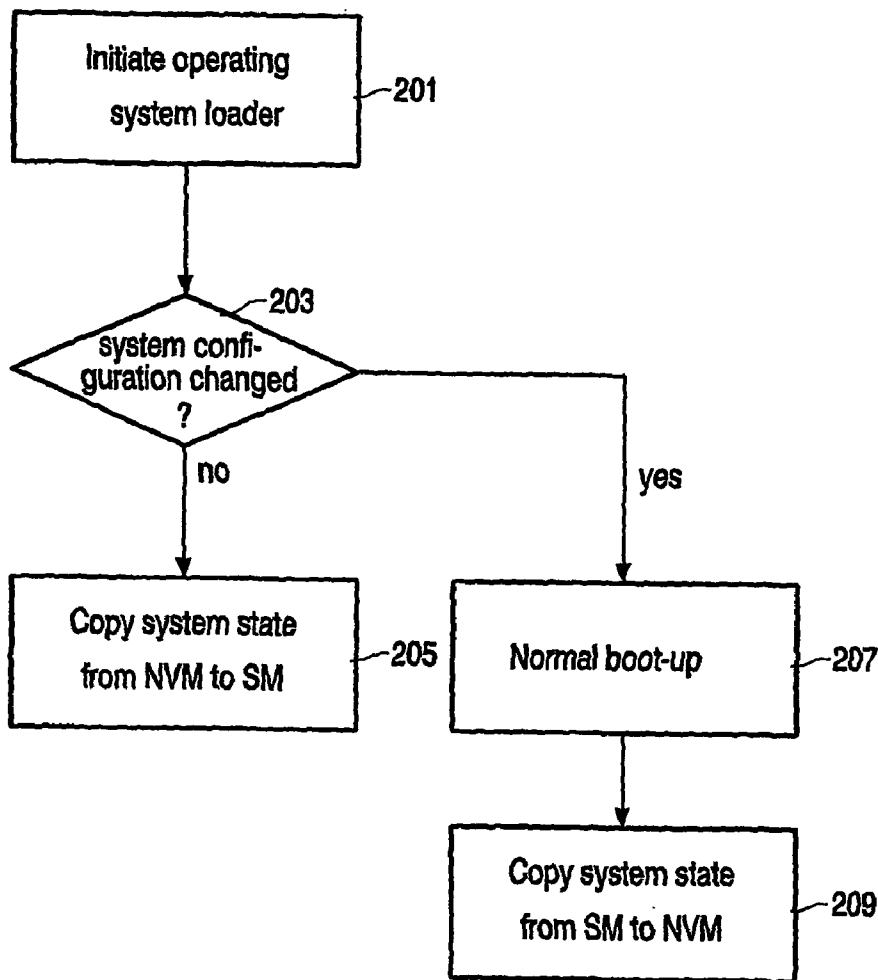 Initiate operating
system loader
201
203
system confi-
guration changed
?
no
yes
Copy system state
from NVM to SM
205
Normal boot-up
207
Copy system state
from SM to NVM
209